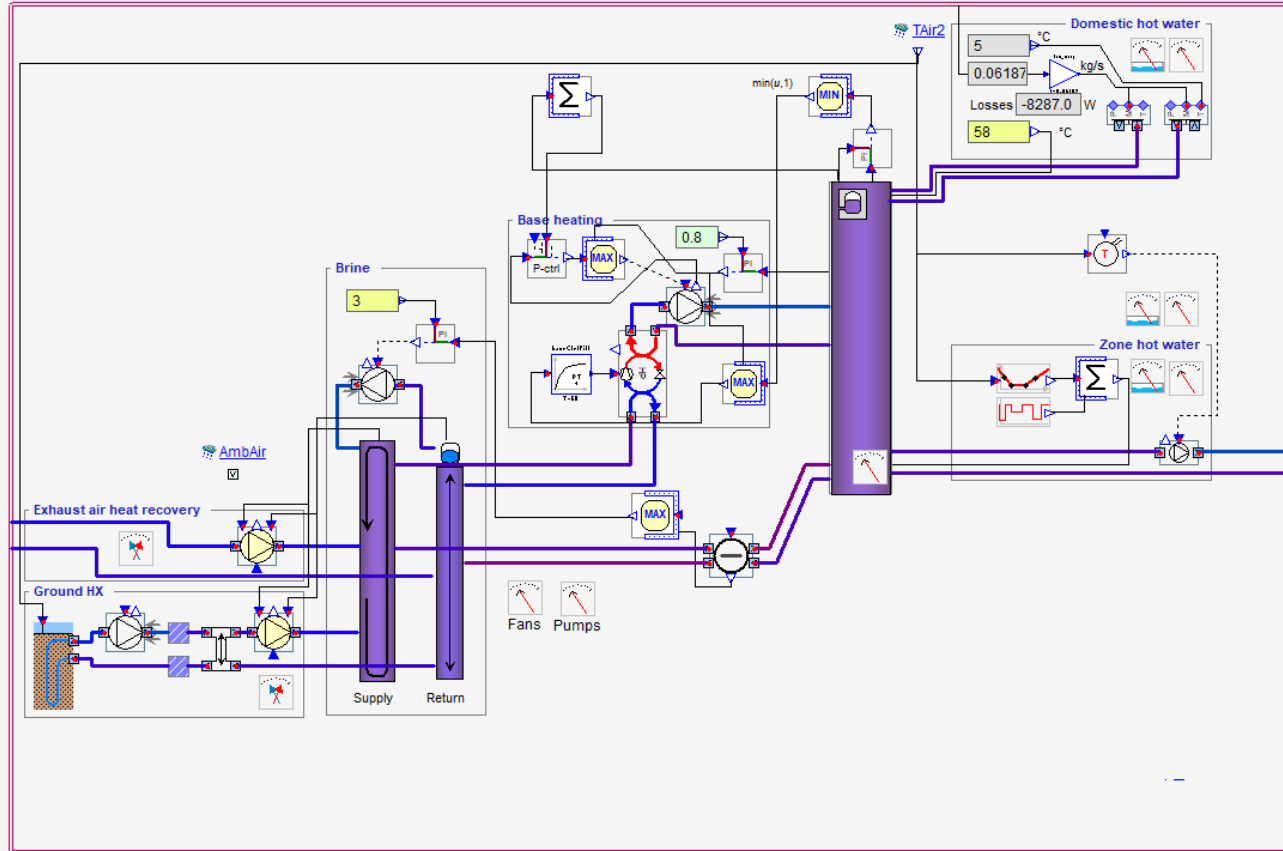 Domestic hot water
TAir2
5
°C
0.06187
kg/s
Losses
-8287.0
W
58
°C
P
M
T
P
M
T
Σ
min(u,1)
MIN
PI
Base heating
0.8
P-ctrl
MAX
PI
T
Brine
3
PI
Zone hot water
PT
MAX
Σ
AmbAir
Exhaust air heat recovery
MAX
Ground HX
Fans
Pumps
Supply
Return